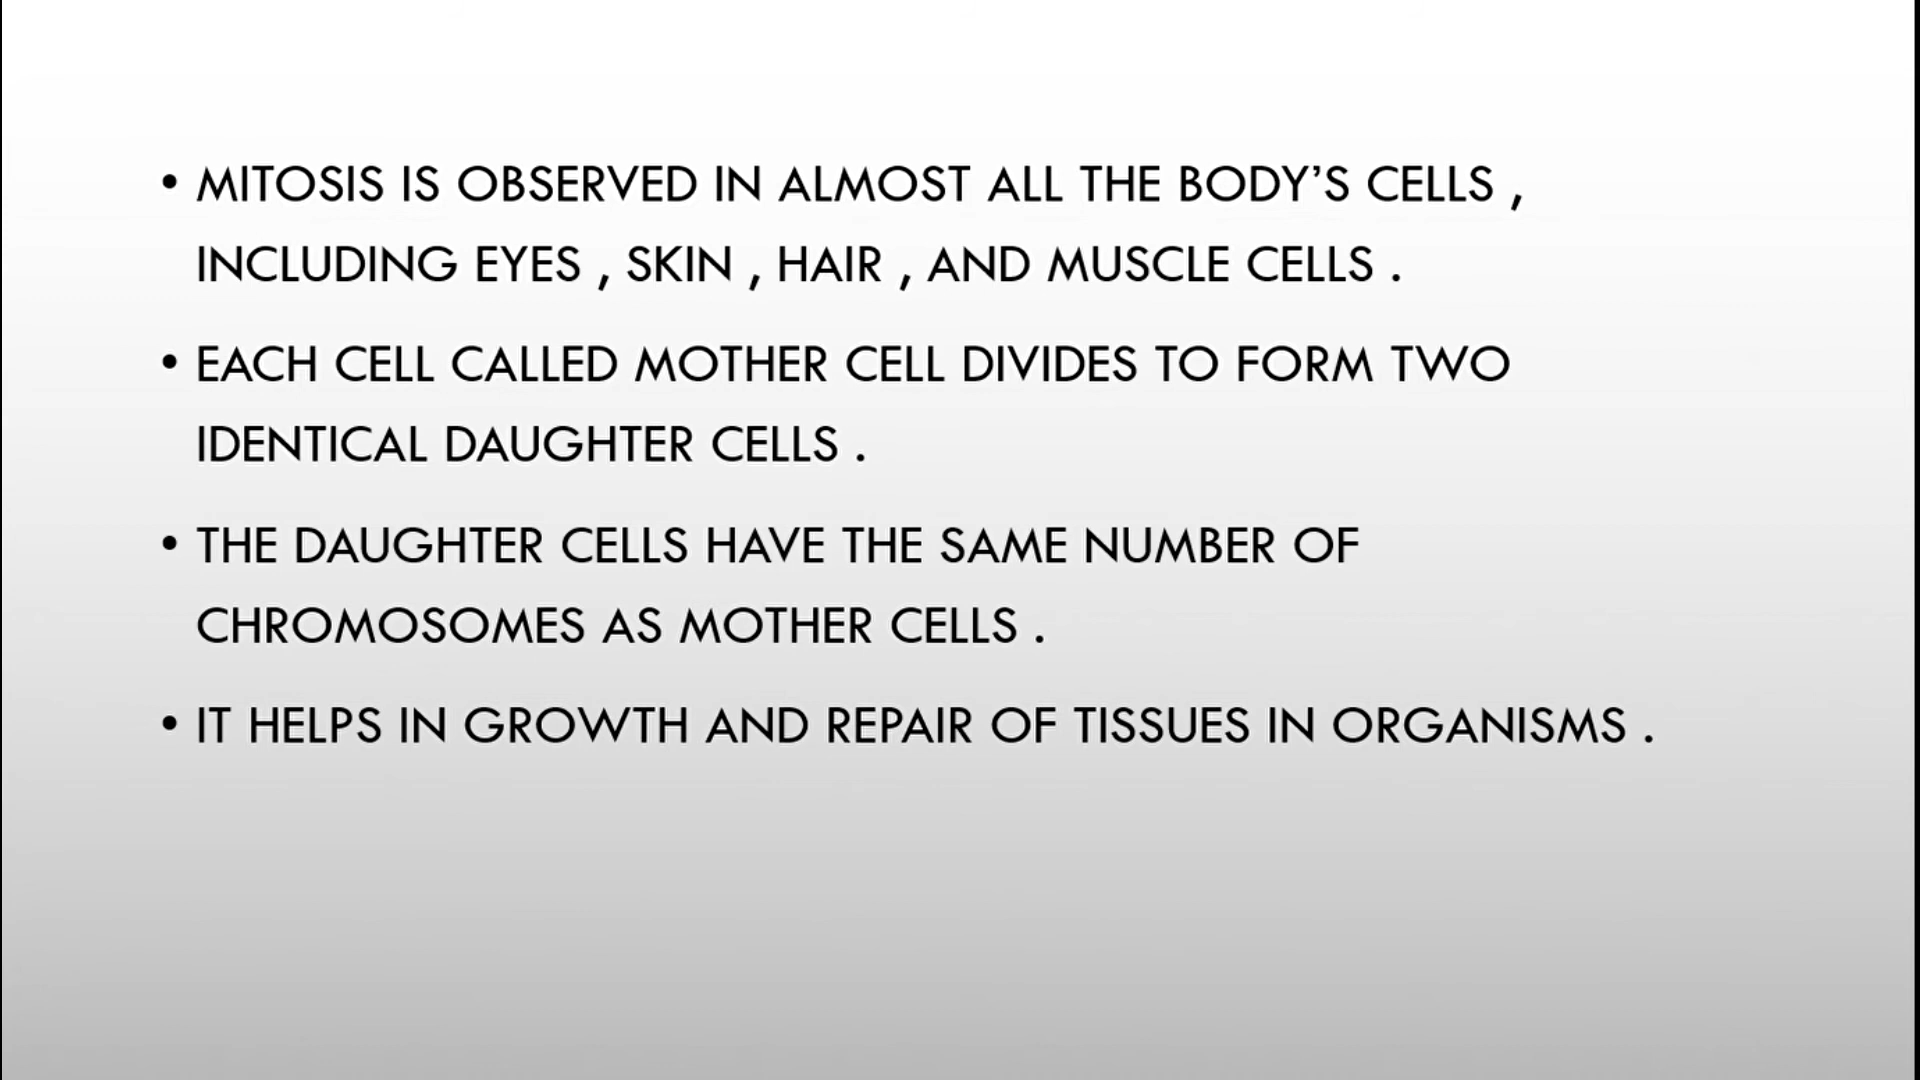 • MITOSIS IS OBSERVED IN ALMOST ALL THE BODY’S CELLS ,
INCLUDING EYES , SKIN , HAIR , AND MUSCLE CELLS .
• EACH CELL CALLED MOTHER CELL DIVIDES TO FORM TWO
IDENTICAL DAUGHTER CELLS .
• THE DAUGHTER CELLS HAVE THE SAME NUMBER OF
CHROMOSOMES AS MOTHER CELLS .
• IT HELPS IN GROWTH AND REPAIR OF TISSUES IN ORGANISMS .